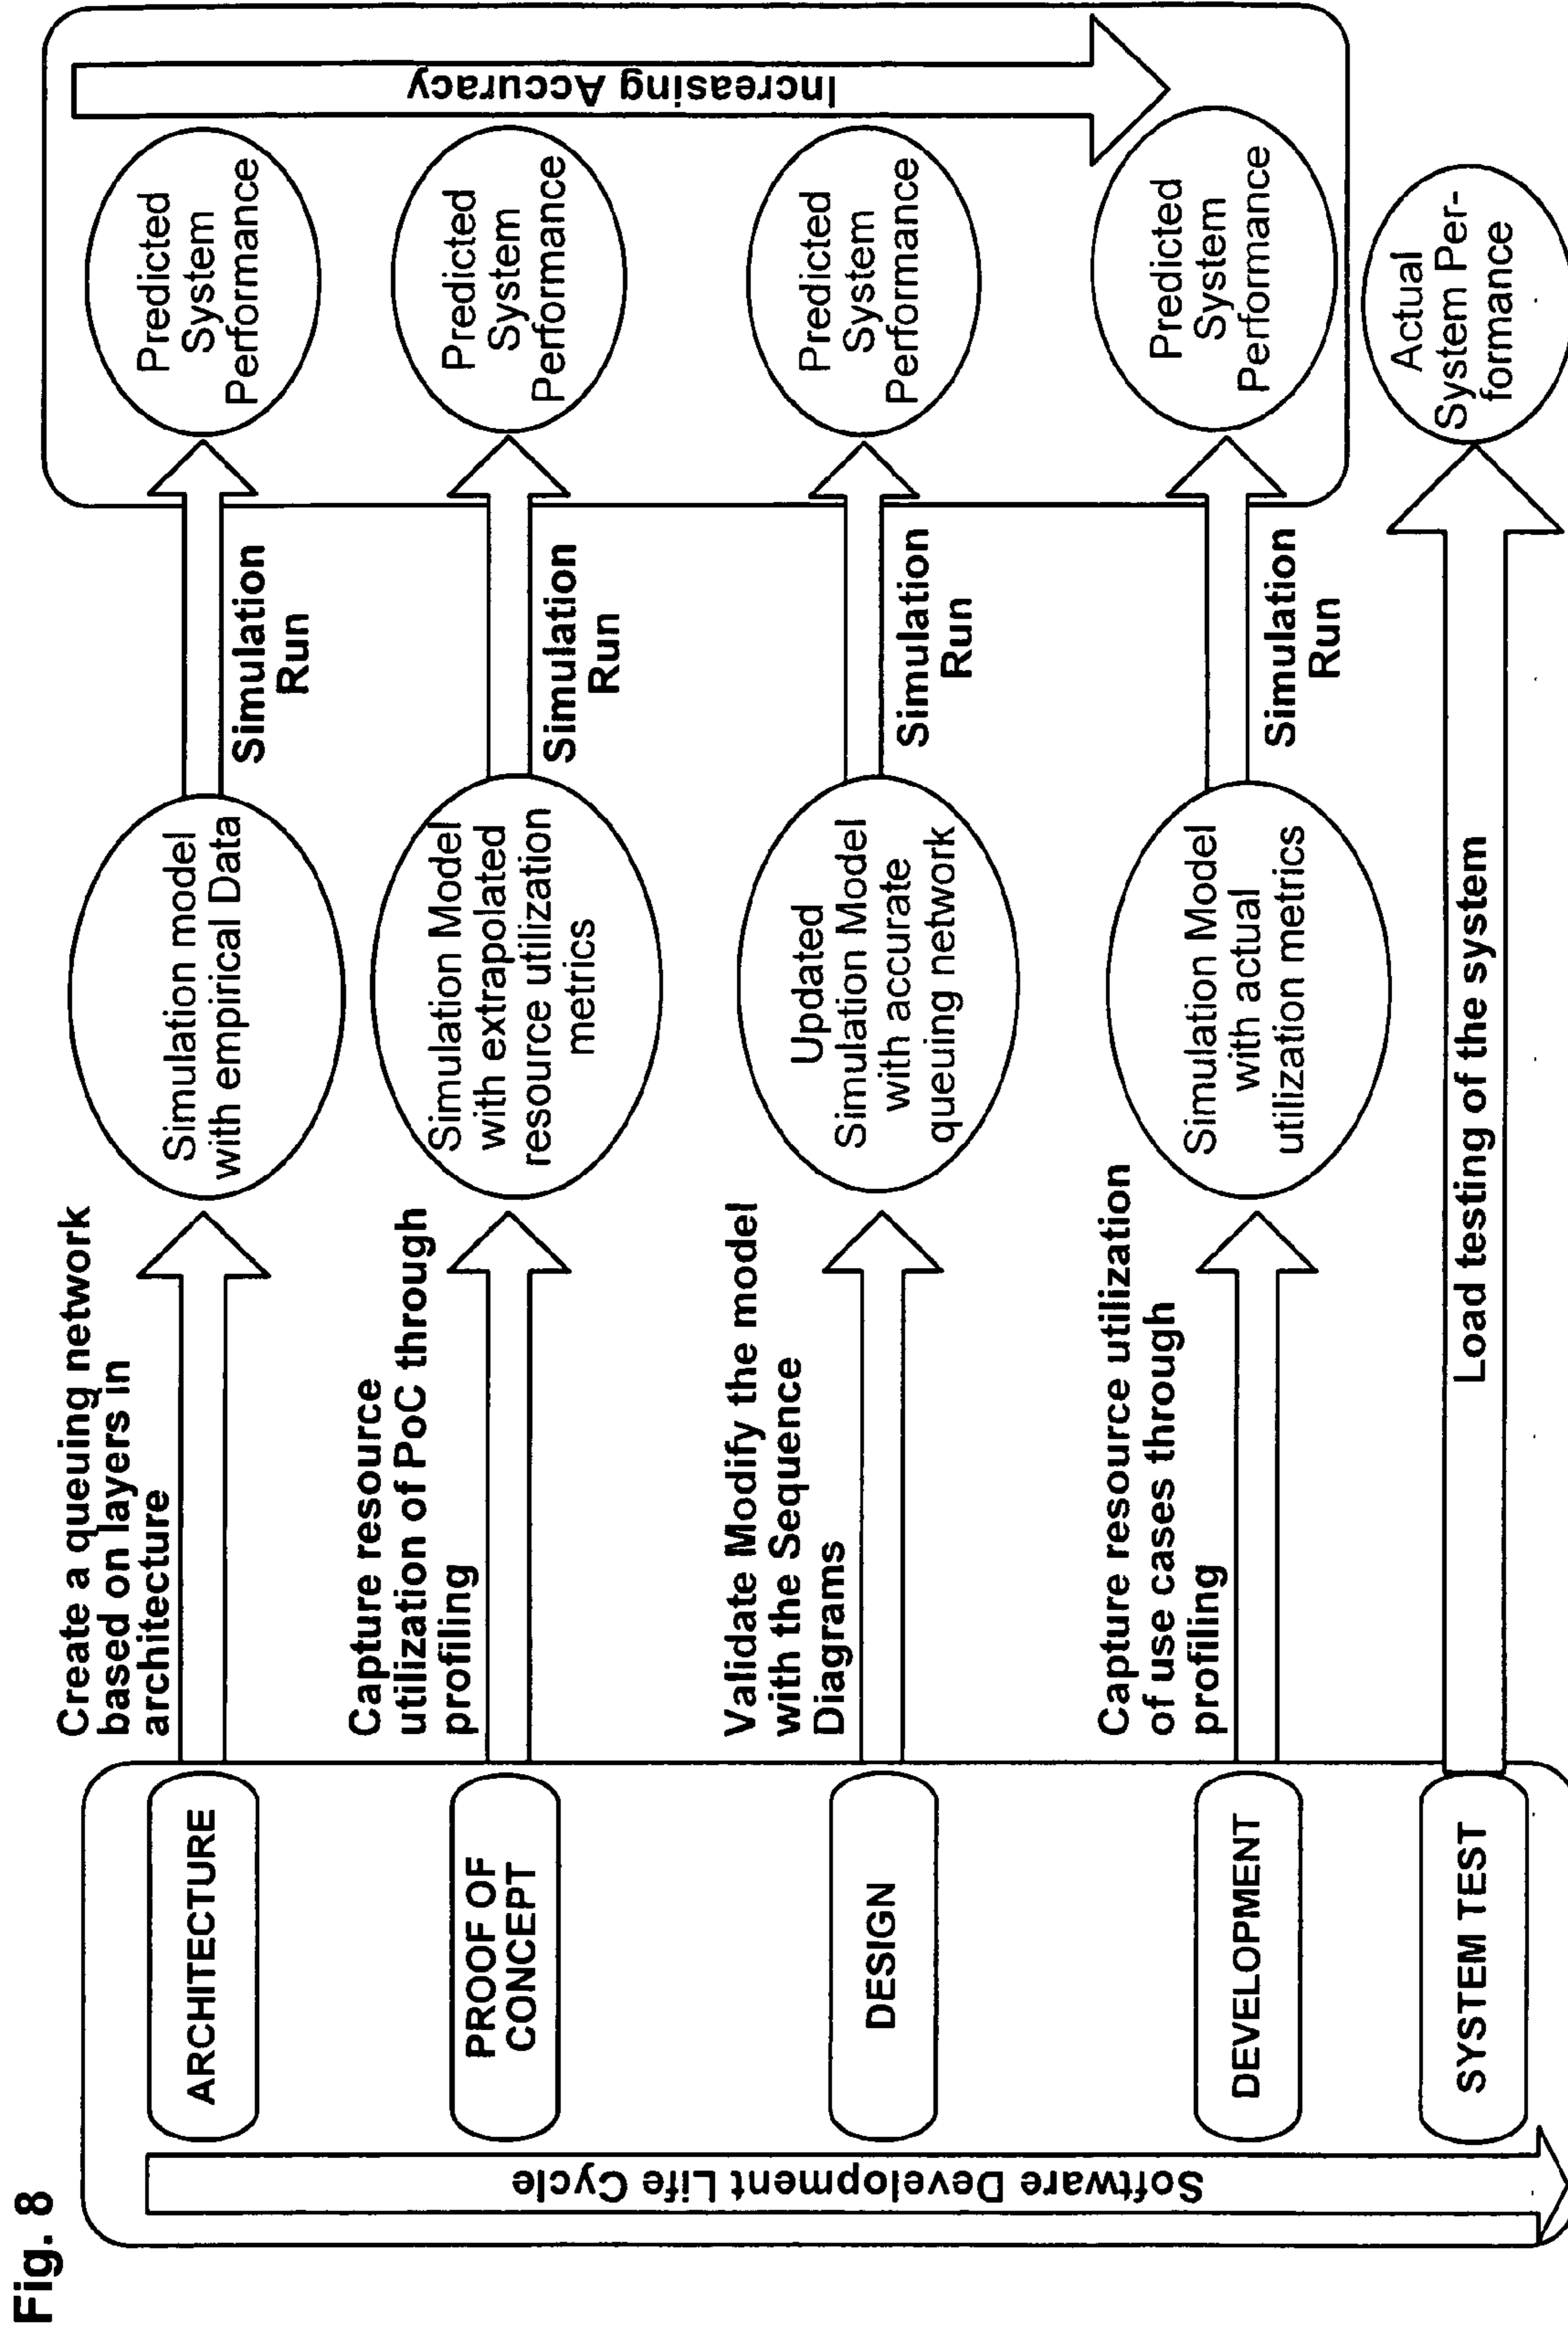 Fig. 8
Software Development Life Cycle
ARCHITECTURE
Create a queuing network
based on layers in
architecture
Simulation model
with empirical Data
Simulation
Run
Predicted
System
Performance
PROOF OF
CONCEPT
Capture resource
utilization of PoC through
profiling
Simulation Model
with extrapolated
resource utilization
metrics
Simulation
Run
Predicted
System
Performance
DESIGN
Validate Modify the model
with the Sequence
Diagrams
Updated
Simulation Model
with accurate
queuing network
Simulation
Run
Predicted
System
Performance
DEVELOPMENT
Capture resource utilization
of use cases through
profiling
Simulation Model
with actual
utilization metrics
Simulation
Run
Predicted
System
Performance
Increasing Accuracy
SYSTEM TEST
Load testing of the system
Actual
System Per-
formance